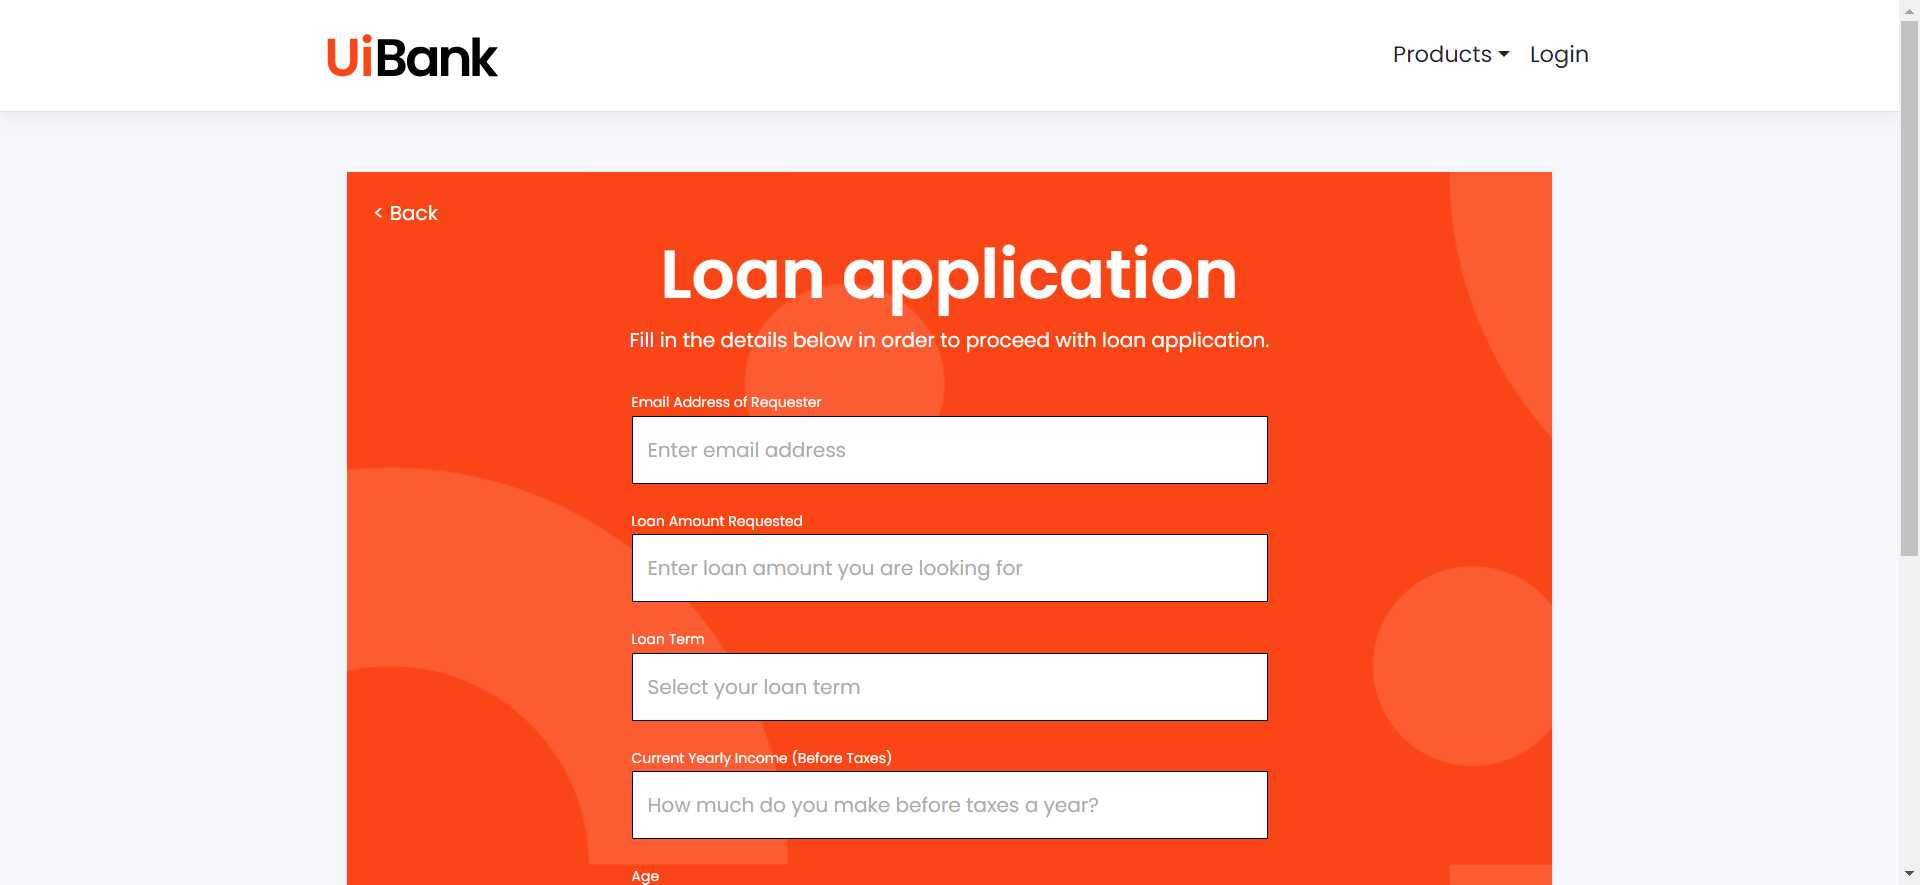 UiBank
Products Login
< Back
Loan application
Fill in the details below in order to proceed with loan application.
Email Address of Requester
Enter email address
Loan Amount Requested
Enter loan amount you are looking for
Loan Term
Select your loan term
Current Yearly Income (Before Taxes)
How much do you make before taxes a year?
Age